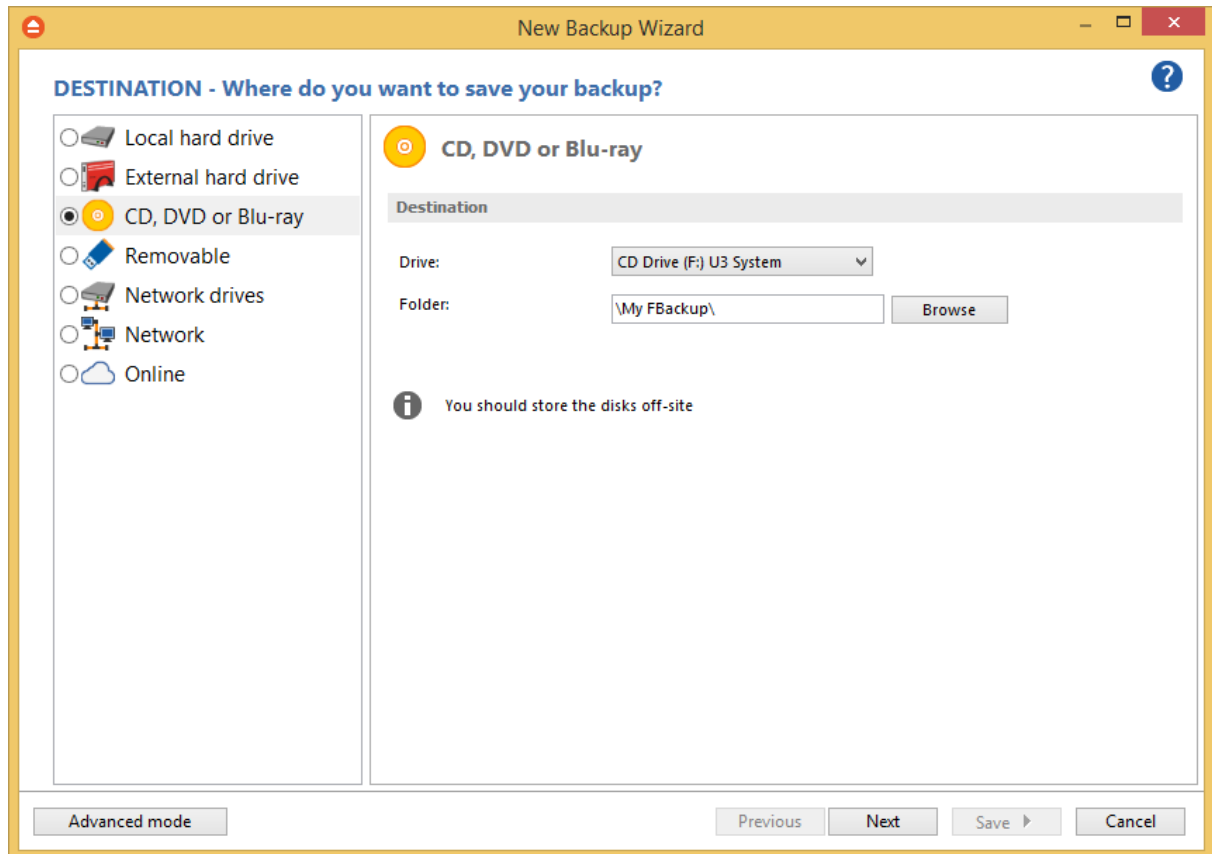 New Backup Wizard
DESTINATION - Where do you want to save your backup?
Local hard drive
External hard drive
CD, DVD or Blu-ray
Removable
Network drives
Network
Online
CD, DVD or Blu-ray
Destination
Drive: CD Drive (F:) U3 System
Folder: \My FBackup\ Browse
You should store the disks off-site
Advanced mode Previous Next Save Cancel